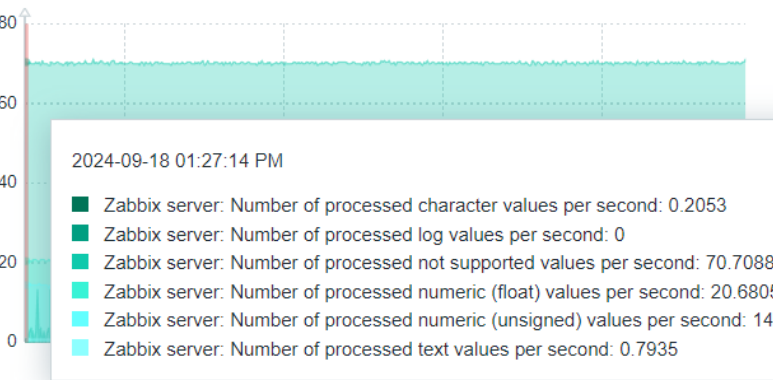 80
60
2024-09-18 01:27:14 PM
40
Zabbix server: Number of processed character values per second: 0.2053
Zabbix server: Number of processed log values per second: 0
20
Zabbix server: Number of processed not supported values per second: 70.7088
Zabbix server: Number of processed numeric (float) values per second: 20.6805
Zabbix server: Number of processed numeric (unsigned) values per second: 14
0
Zabbix server: Number of processed text values per second: 0.7935